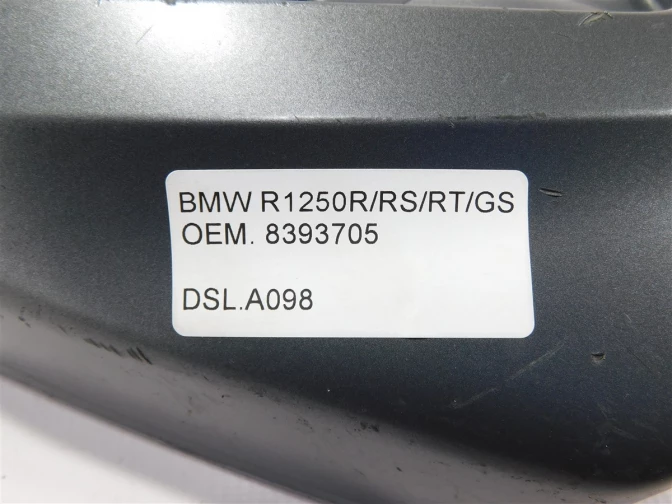 BMW R1250R/RS/RT/GS
OEM. 8393705
DSL.A098